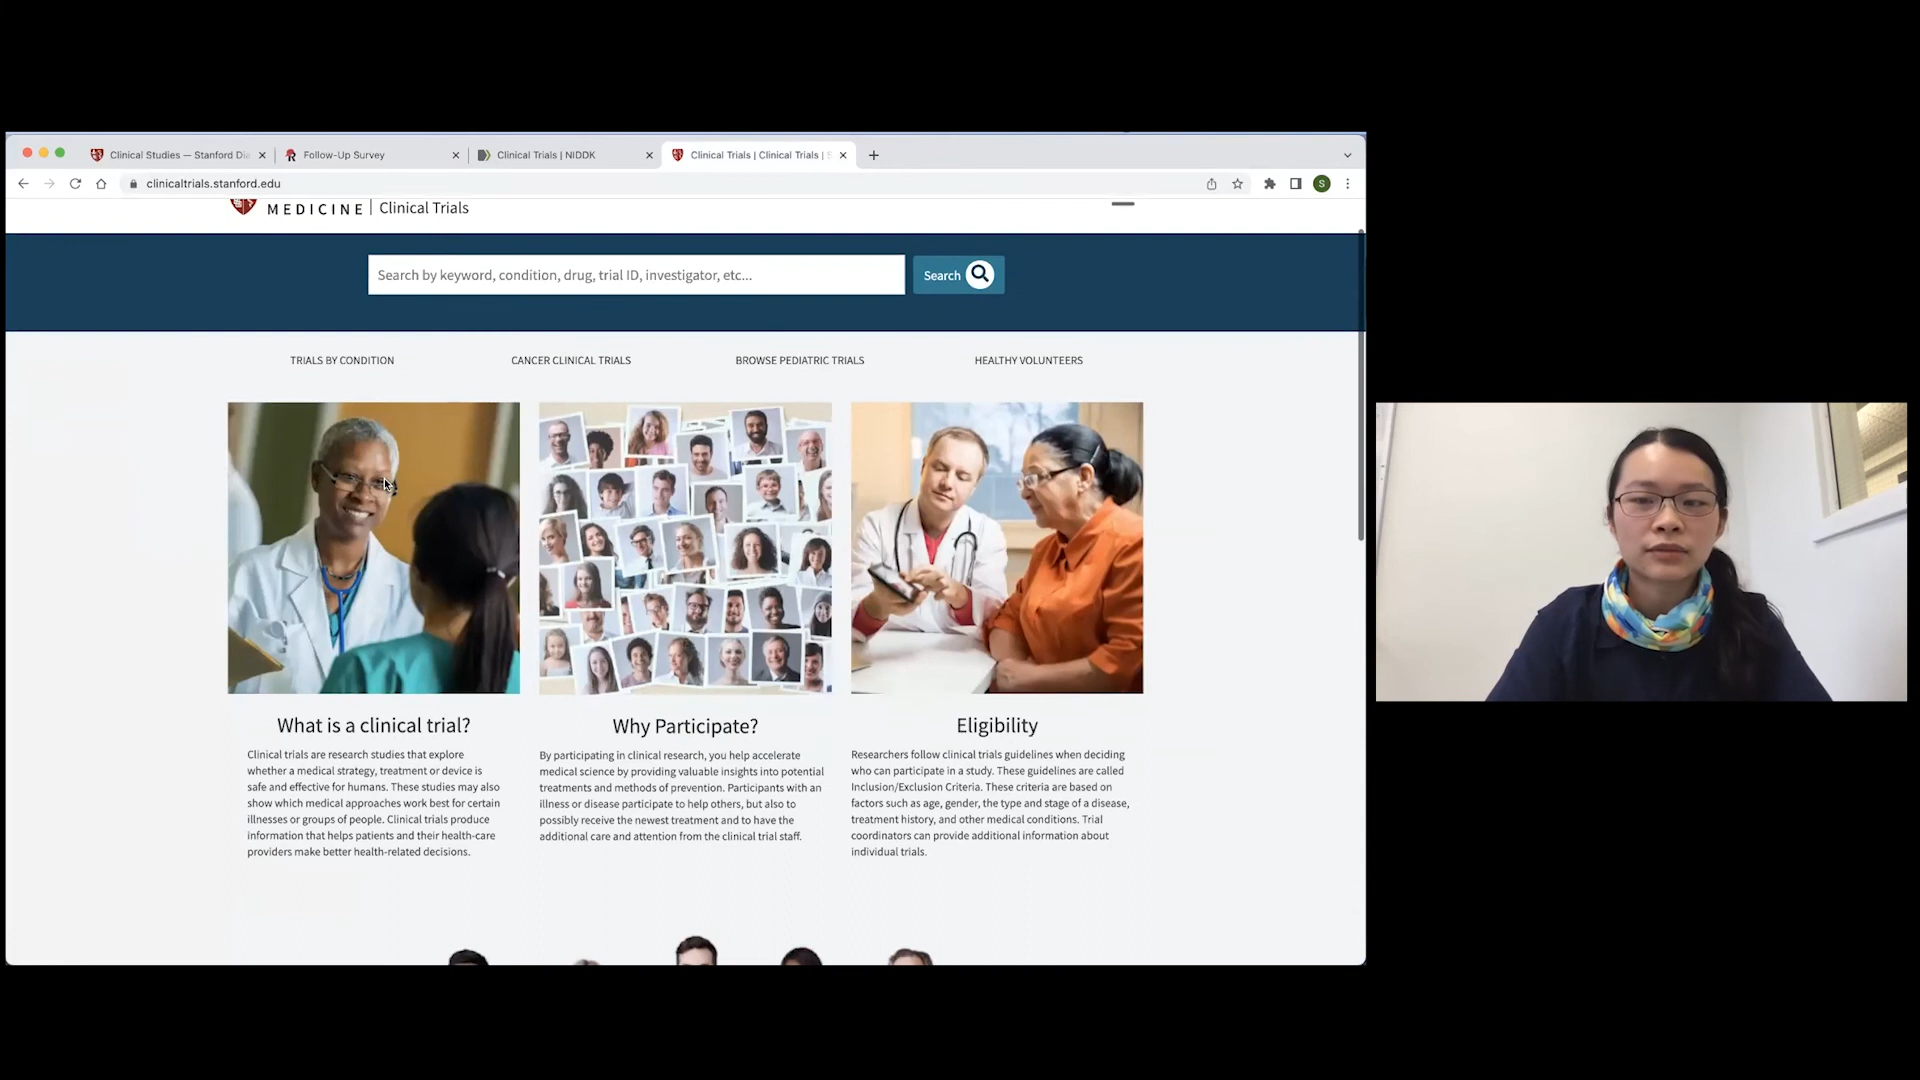 Clinical Studies — Stanford Dia
Follow-Up Survey
Clinical Trials | NIDDK
Clinical Trials | Clinical Trials | S
clinicaltrials.stanford.edu
S
MEDICINE | Clinical Trials
Search by keyword, condition, drug, trial ID, investigator, etc...
Search
TRIALS BY CONDITION
CANCER CLINICAL TRIALS
BROWSE PEDIATRIC TRIALS
HEALTHY VOLUNTEERS
What is a clinical trial?
Clinical trials are research studies that explore
whether a medical strategy, treatment or device is
safe and effective for humans. These studies may also
show which medical approaches work best for certain
illnesses or groups of people. Clinical trials produce
information that helps patients and their health-care
providers make better health-related decisions.
Why Participate?
By participating in clinical research, you help accelerate
medical science by providing valuable insights into potential
treatments and methods of prevention. Participants with an
illness or disease participate to help others, but also to
possibly receive the newest treatment and to have the
additional care and attention from the clinical trial staff.
Eligibility
Researchers follow clinical trials guidelines when deciding
who can participate in a study. These guidelines are called
Inclusion/Exclusion Criteria. These criteria are based on
factors such as age, gender, the type and stage of a disease,
treatment history, and other medical conditions. Trial
coordinators can provide additional information about
individual trials.